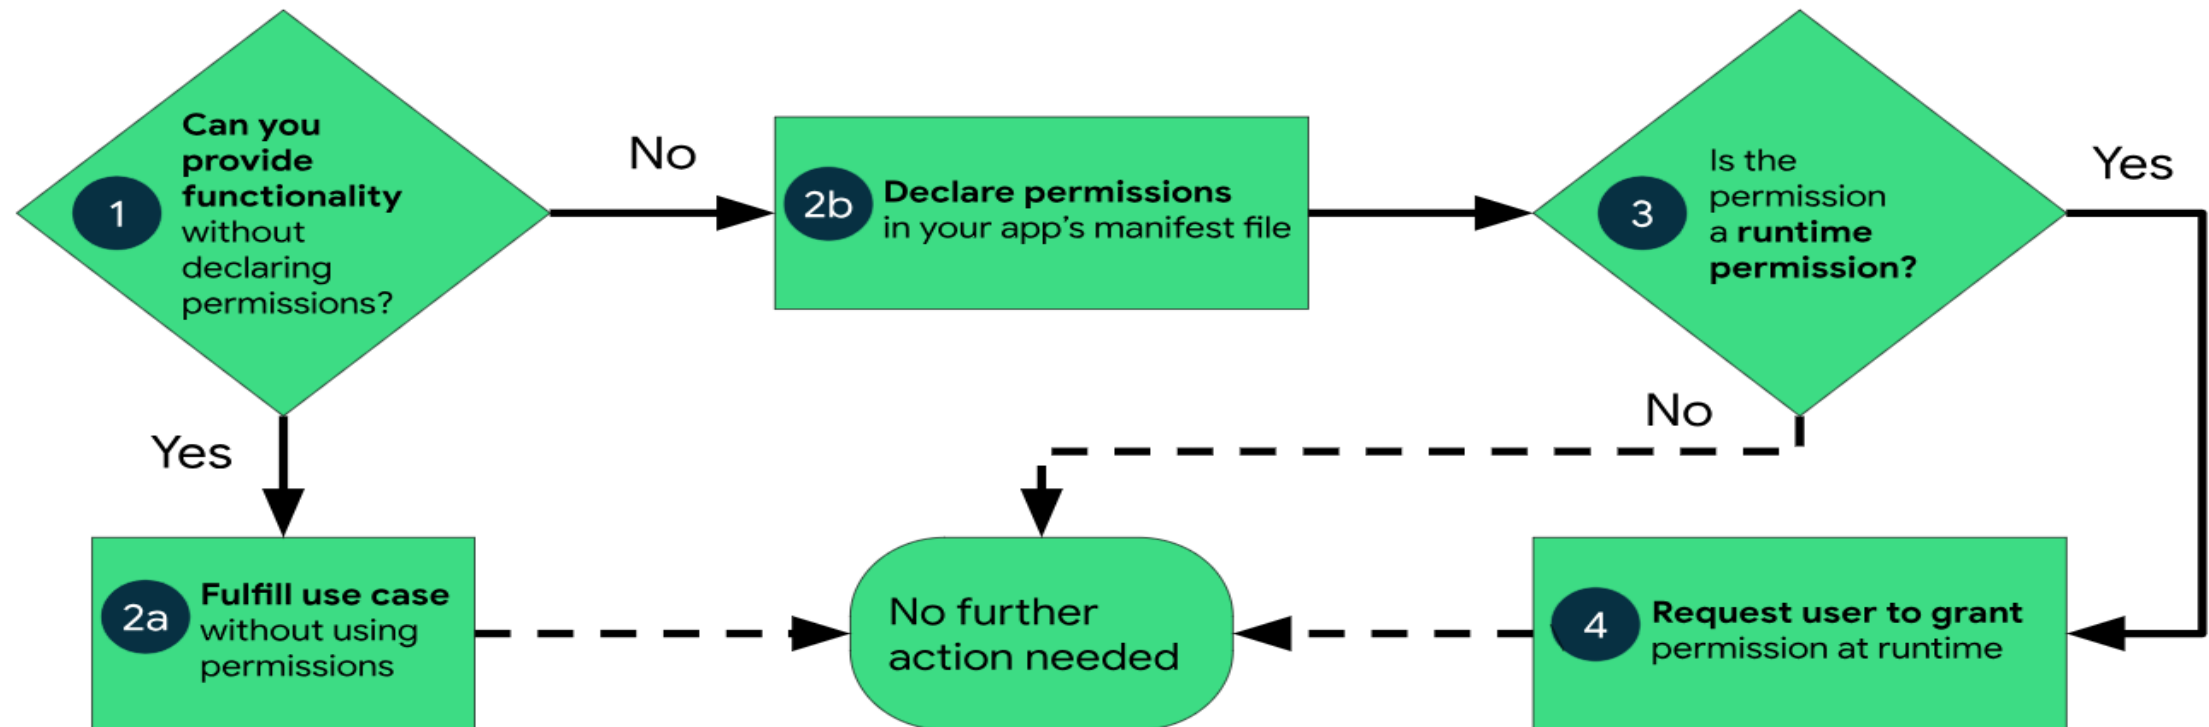 1
Can you
provide
functionality
without
declaring
permissions?
No
2b
Declare permissions
in your app’s manifest file
3
Is the
permission
a runtime
permission?
Yes
No
Yes
2a
Fulfill use case
without using
permissions
No further
action needed
4
Request user to grant
permission at runtime